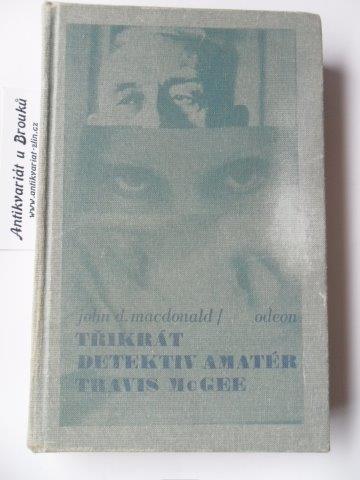 Antikvariát u Brouků
www.antikvariat-zlin.cz
john d. macdonald / odeon
TŘIKRÁT
DETEKTIV AMATÉR
TRAVIS McGEE